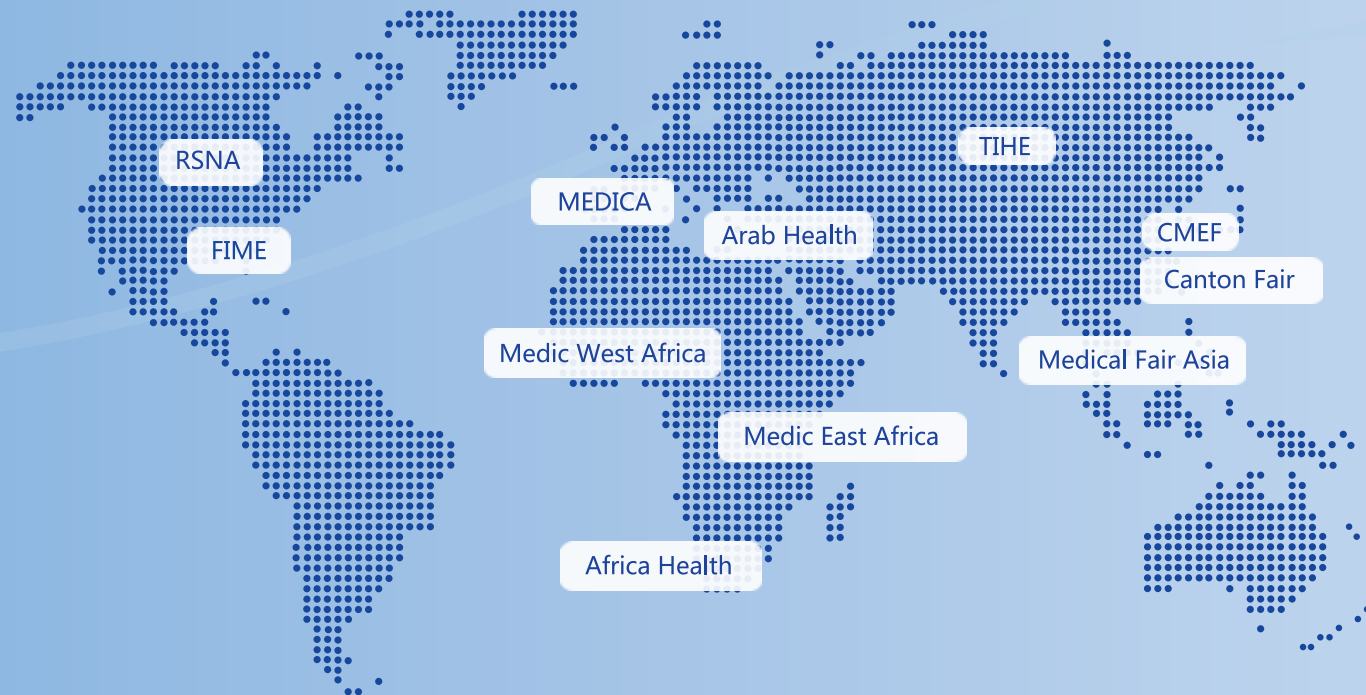 TIHE
RSNA
MEDICA
CMEF
Arab Health
FIME
Canton Fair
Medic West Africa
Medical Fair Asia
Medic East Africa
Africa Health